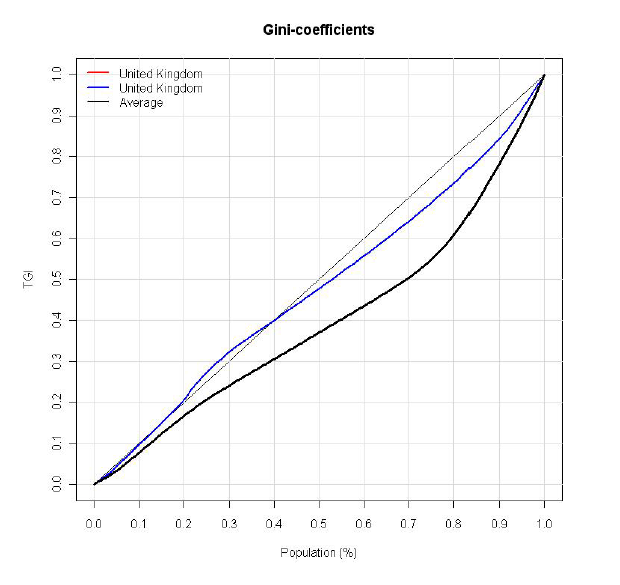 Gini-coefficients
United Kingdom
United Kingdom
Average
TGI
1.0
0.9
0.8
0.7
0.6
0.5
0.4
0.3
0.2
0.1
0.0
0.0 0.1 0.2 0.3 0.4 0.5 0.6 0.7 0.8 0.9 1.0
Population (%)